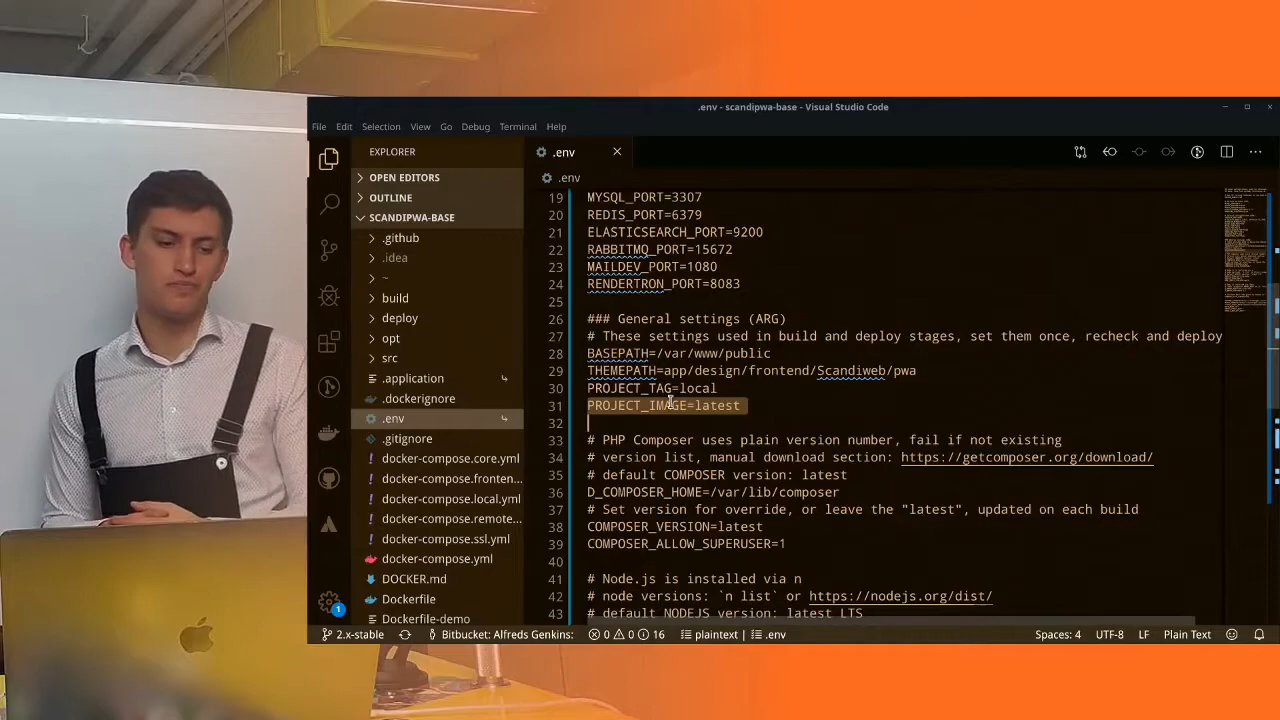 .env - scandipwa-base - Visual Studio Code
File Edit Selection View Go Debug Terminal Help
EXPLORER
OPEN EDITORS
OUTLINE
SCANDIPWA-BASE
.github
.idea
~
build
deploy
opt
src
.application
.dockerignore
.env
.gitignore
docker-compose.core.yml
docker-compose.fronten...
docker-compose.local.yml
docker-compose.remote...
docker-compose.ssl.yml
docker-compose.yml
DOCKER.md
Dockerfile
Dockerfile-demo
.env
.env
19 MYSQL_PORT=3307
20 REDIS_PORT=6379
21 ELASTICSEARCH_PORT=9200
22 RABBITMQ_PORT=15672
23 MAILDEV_PORT=1080
24 RENDERTRON_PORT=8083
25
26 ### General settings (ARG)
27 # These settings used in build and deploy stages, set them once, recheck and deploy
28 BASEPATH=/var/www/public
29 THEMEPATH=app/design/frontend/Scandiweb/pwa
30 PROJECT_TAG=local
31 PROJECT_IMAGE=latest
32
33 # PHP Composer uses plain version number, fail if not existing
34 # version list, manual download section: https://getcomposer.org/download/
35 # default COMPOSER version: latest
36 D_COMPOSER_HOME=/var/lib/composer
37 # Set version for override, or leave the "latest", updated on each build
38 COMPOSER_VERSION=latest
39 COMPOSER_ALLOW_SUPERUSER=1
40
41 # Node.js is installed via n
42 # node versions: `n list` or https://nodejs.org/dist/
43 # default NODEJS version: latest LTS
1
2.x-stable Bitbucket: Alfreds Genkins: 0 0 16 plaintext | .env Spaces: 4 UTF-8 LF Plain Text